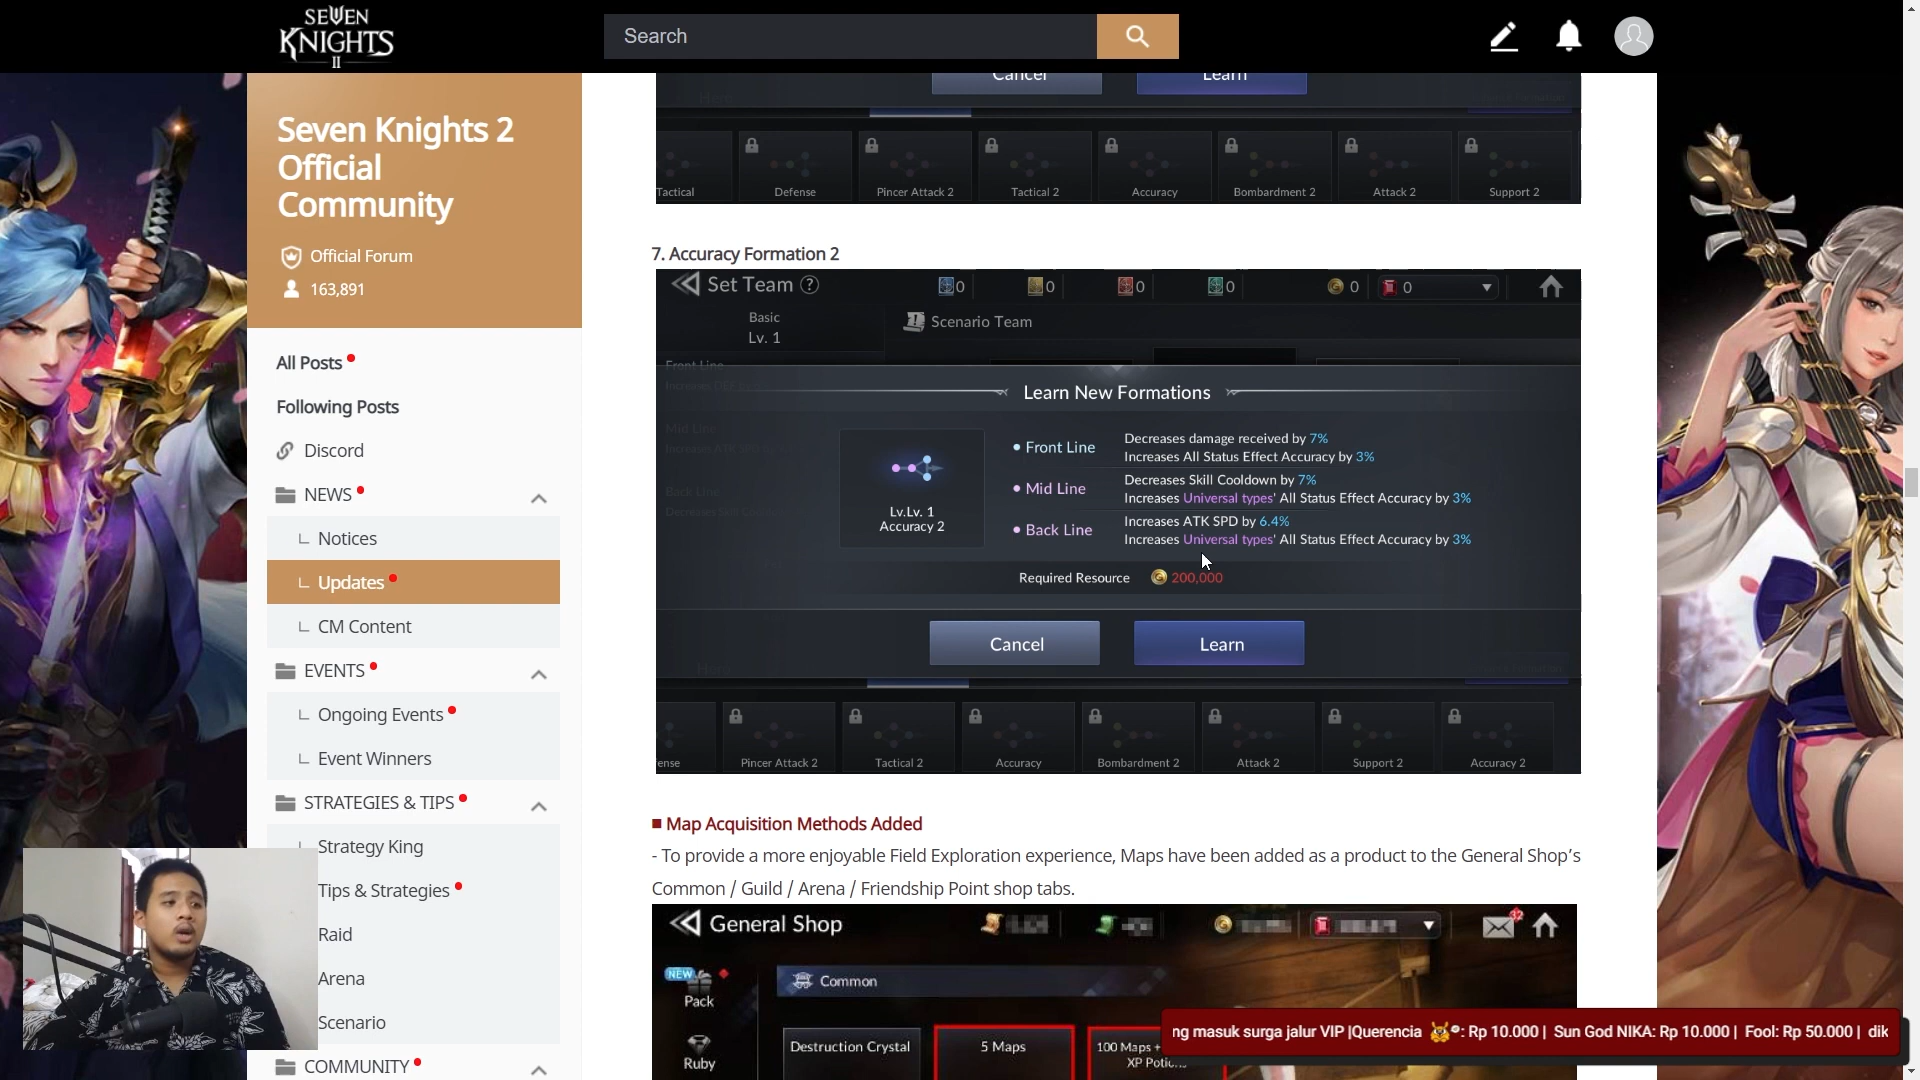 SEVEN
KNIGHTS
II
Search
Seven Knights 2
Official
Community
Official Forum
163,891
All Posts
Following Posts
Discord
NEWS
Notices
Updates
CM Content
EVENTS
Ongoing Events
Event Winners
STRATEGIES & TIPS
Strategy King
Tips & Strategies
Raid
Arena
Scenario
COMMUNITY
Cancel
Learn
Tactical
Defense
Pincer Attack 2
Tactical 2
Accuracy
Bombardment 2
Attack 2
Support 2
7. Accuracy Formation 2
Set Team ?
0
0
0
0
0
0
Basic
Lv. 1
Scenario Team
Front Line
Mid Line
Back Line
Learn New Formations
Lv.Lv. 1
Accuracy 2
• Front Line
Decreases damage received by 7%
Increases All Status Effect Accuracy by 3%
• Mid Line
Decreases Skill Cooldown by 7%
Increases Universal types' All Status Effect Accuracy by 3%
• Back Line
Increases ATK SPD by 6.4%
Increases Universal types' All Status Effect Accuracy by 3%
Required Resource 200,000
Cancel
Learn
Hero
ense
Pincer Attack 2
Tactical 2
Accuracy
Bombardment 2
Attack 2
Support 2
Accuracy 2
■ Map Acquisition Methods Added
- To provide a more enjoyable Field Exploration experience, Maps have been added as a product to the General Shop's
Common / Guild / Arena / Friendship Point shop tabs.
General Shop
32
NEW
Pack
Ruby
Common
Destruction Crystal
5 Maps
100 Maps +
XP Potio
ng masuk surga jalur VIP |Querencia : Rp 10.000 | Sun God NIKA: Rp 10.000 | Fool: Rp 50.000 | dik